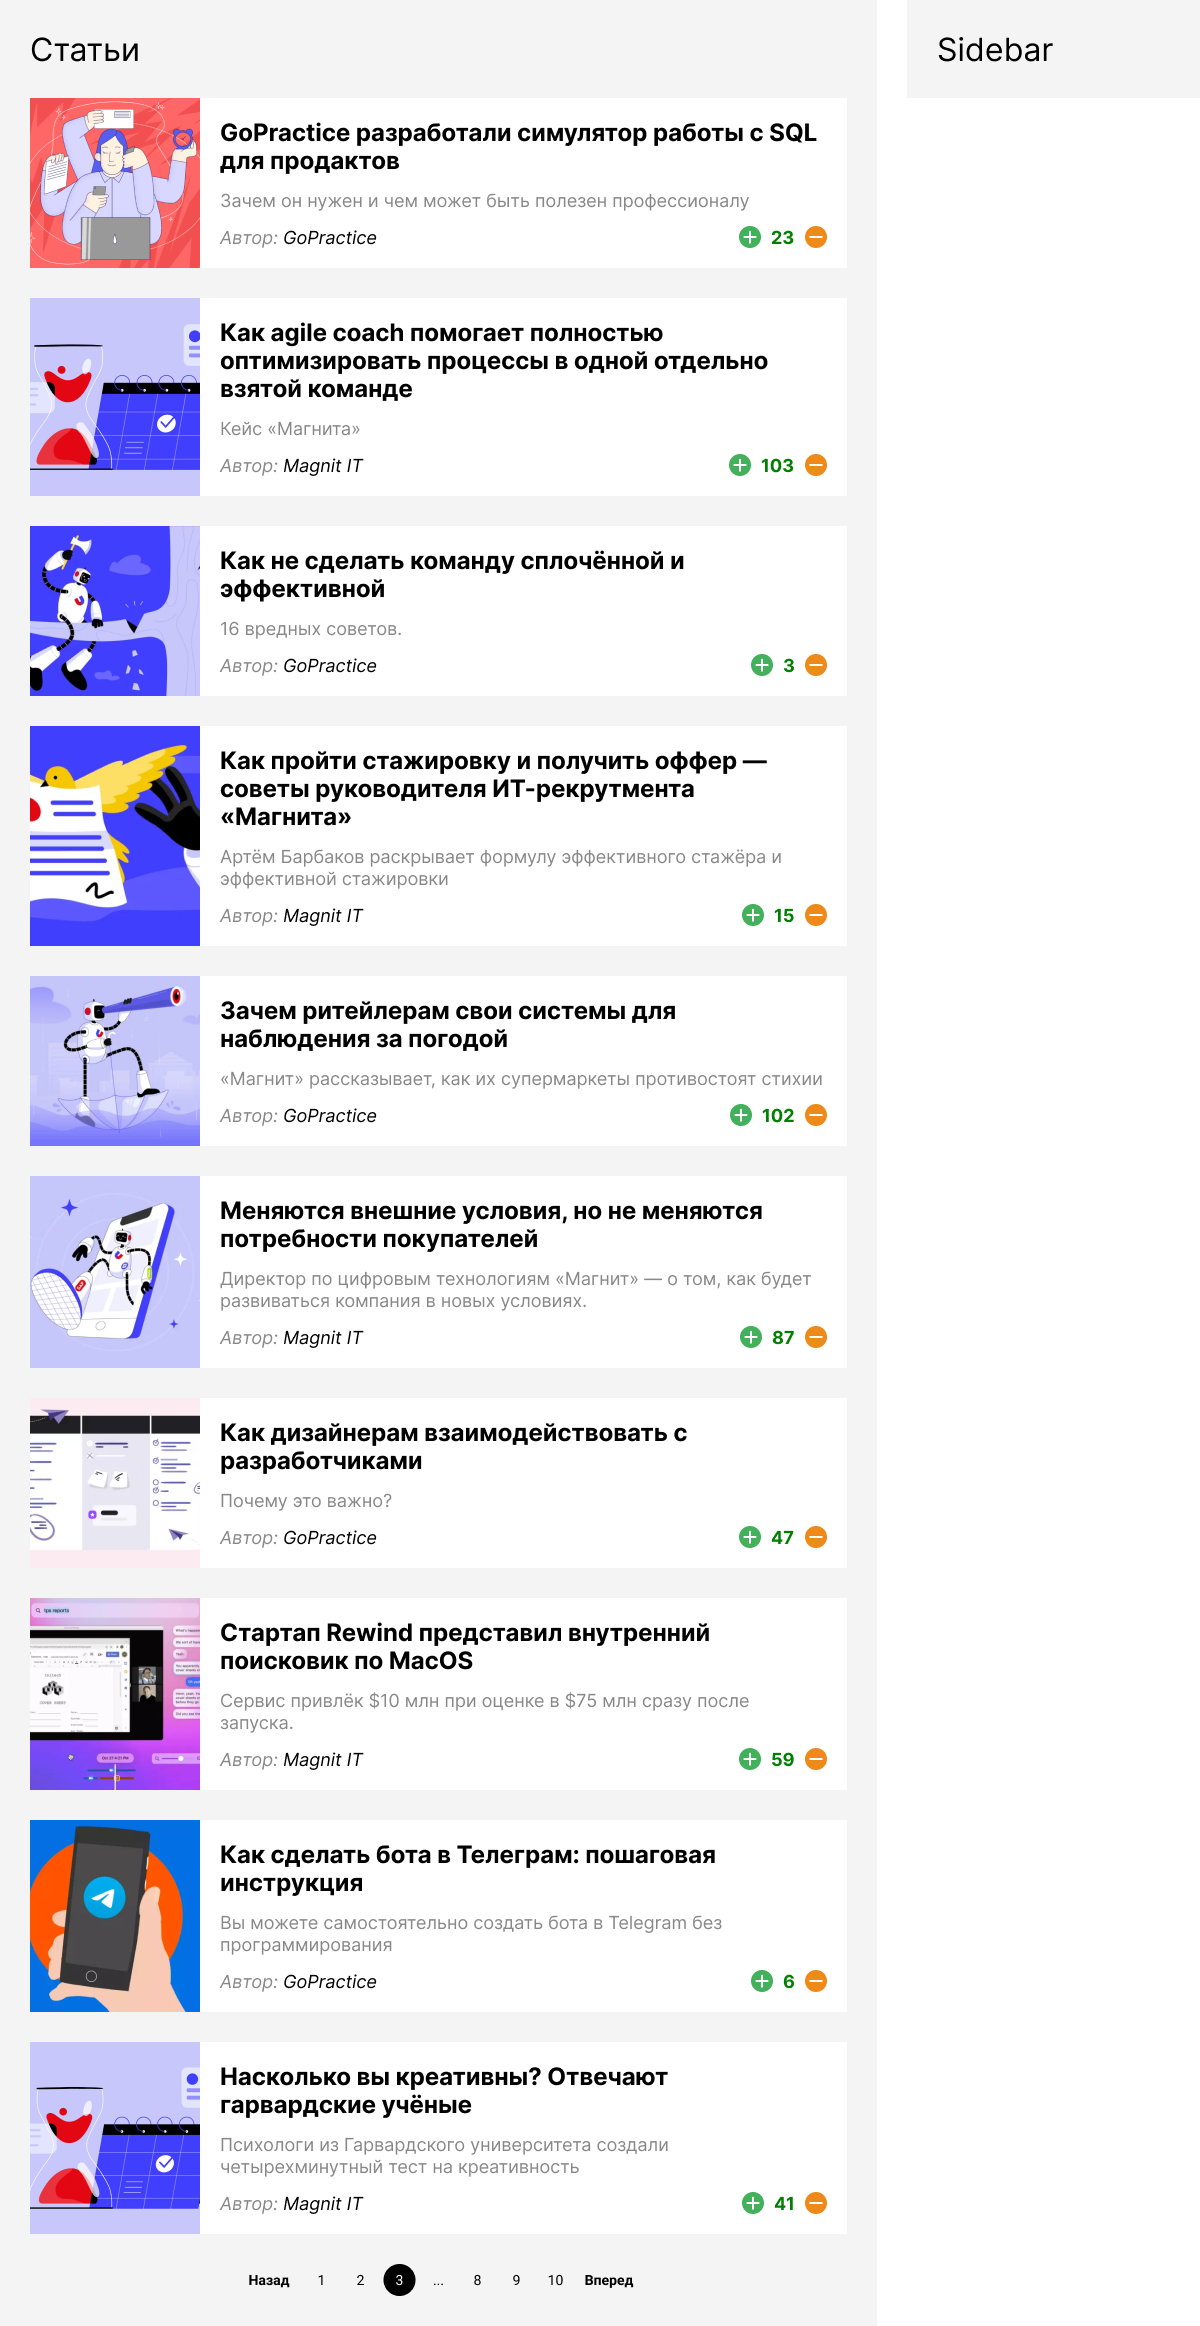 Статьи
Sidebar
GoPractice разработали симулятор работы с SQL
для продактов
Зачем он нужен и чем может быть полезен профессионалу
Автор: GoPractice
23
Как agile coach помогает полностью
оптимизировать процессы в одной отдельно
взятой команде
Кейс «Магнита»
Автор: Magnit IT
103
Как не сделать команду сплочённой и
эффективной
16 вредных советов.
Автор: GoPractice
3
Как пройти стажировку и получить оффер —
советы руководителя ИТ-рекрутмента
«Магнита»
Артём Барбаков раскрывает формулу эффективного стажёра и
эффективной стажировки
Автор: Magnit IT
15
Зачем ритейлерам свои системы для
наблюдения за погодой
«Магнит» рассказывает, как их супермаркеты противостоят стихии
Автор: GoPractice
102
Меняются внешние условия, но не меняются
потребности покупателей
Директор по цифровым технологиям «Магнит» — о том, как будет
развиваться компания в новых условиях.
Автор: Magnit IT
87
Как дизайнерам взаимодействовать с
разработчиками
Почему это важно?
Автор: GoPractice
47
tps reports
Стартап Rewind представил внутренний
поисковик по MacOS
Сервис привлёк $10 млн при оценке в $75 млн сразу после
запуска.
Автор: Magnit IT
59
Как сделать бота в Телеграм: пошаговая
инструкция
Вы можете самостоятельно создать бота в Telegram без
программирования
Автор: GoPractice
6
Насколько вы креативны? Отвечают
гарвардские учёные
Психологи из Гарвардского университета создали
четырехминутный тест на креативность
Автор: Magnit IT
41
Назад 1 2 3 ... 8 9 10 Вперед